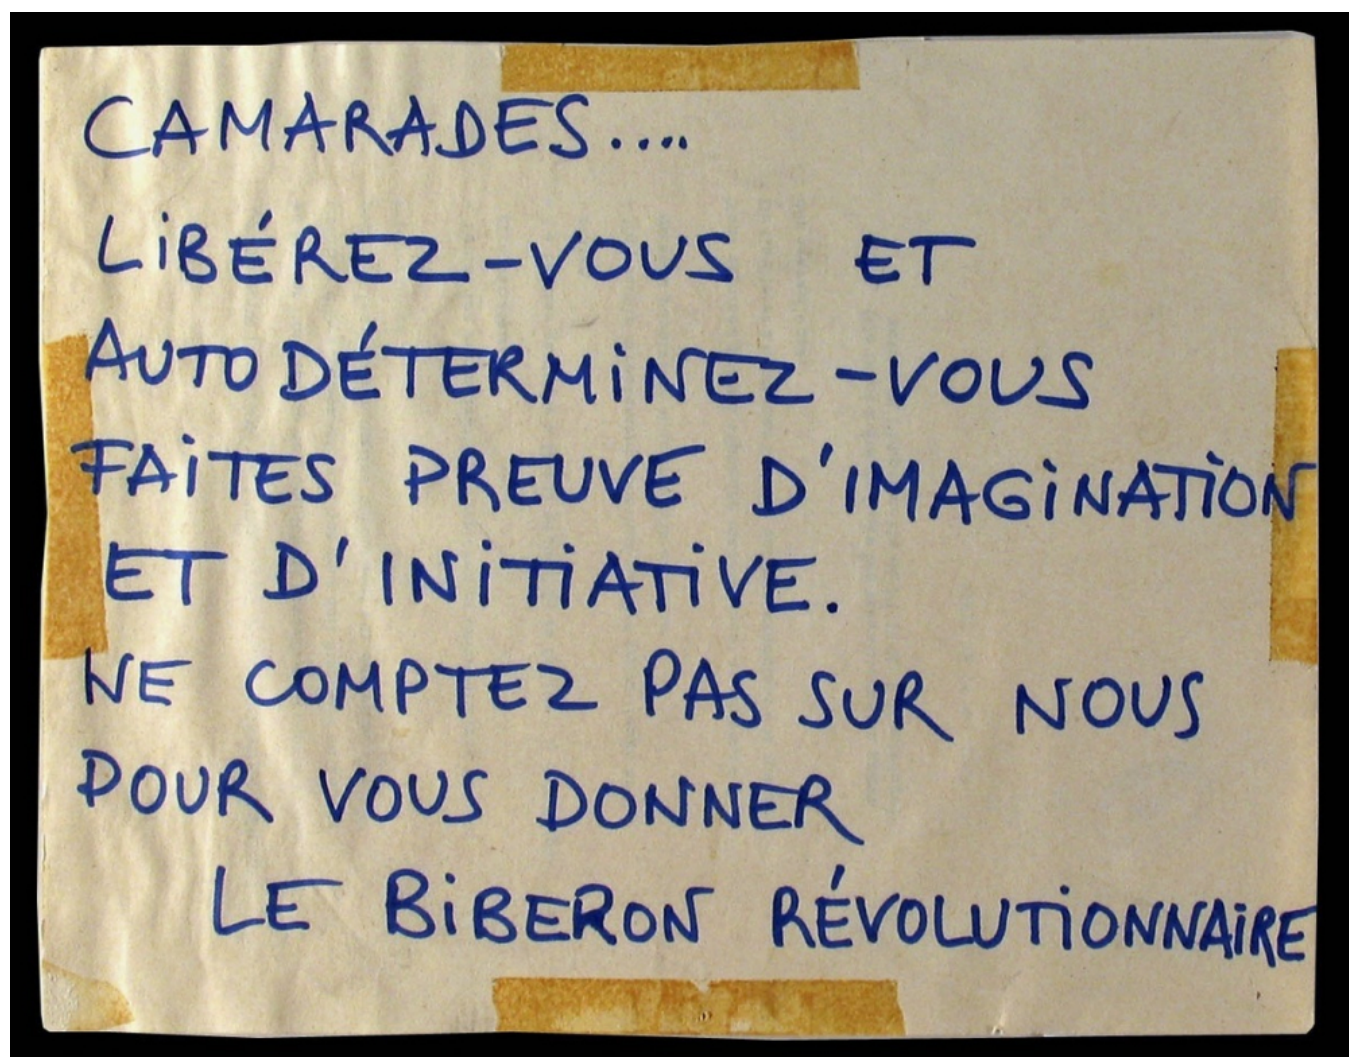 CAMARADES....
LIBÉREZ-VOUS ET
AUTODÉTERMINEZ-VOUS
FAITES PREUVE D'IMAGINATION
ET D'INITIATIVE.
NE COMPTEZ PAS SUR NOUS
POUR VOUS DONNER
LE BIBERON RÉVOLUTIONNAIRE